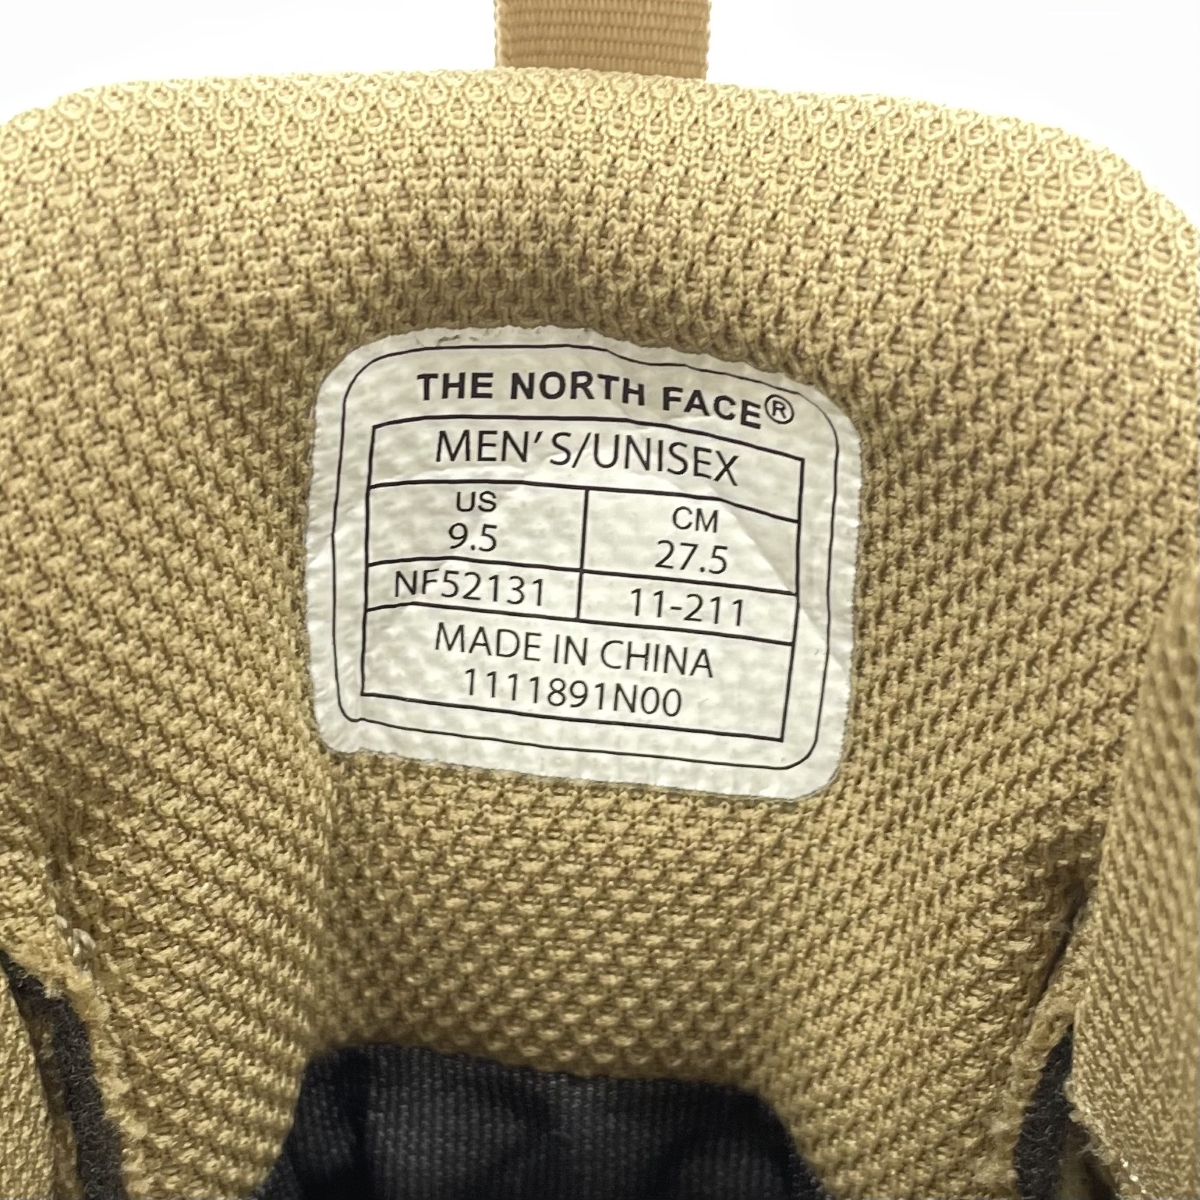 THE NORTH FACE®
MEN'S/UNISEX
US CM
9.5 27.5
NF52131 11-211
MADE IN CHINA
1111891N00